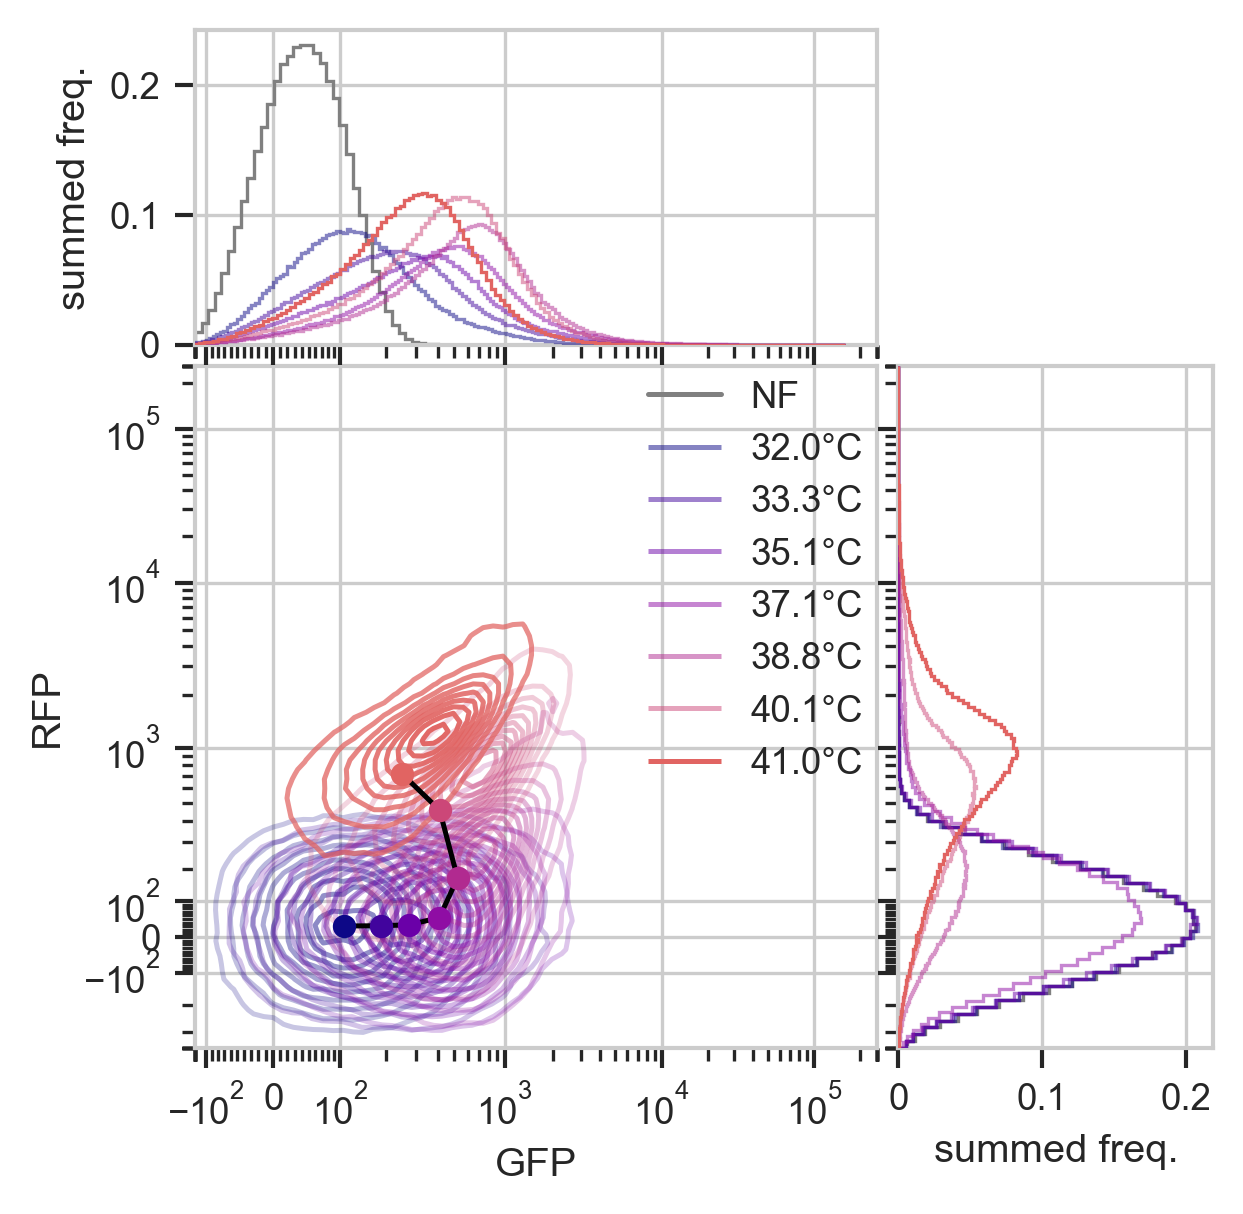 summed freq.
0.2
0.1
0
NF
32.0°C
33.3°C
35.1°C
37.1°C
38.8°C
40.1°C
41.0°C
RFP
10^5
10^4
10^3
10^2
0
−10^2
−10^2 0 10^2 10^3 10^4 10^5
GFP
0 0.1 0.2
summed freq.